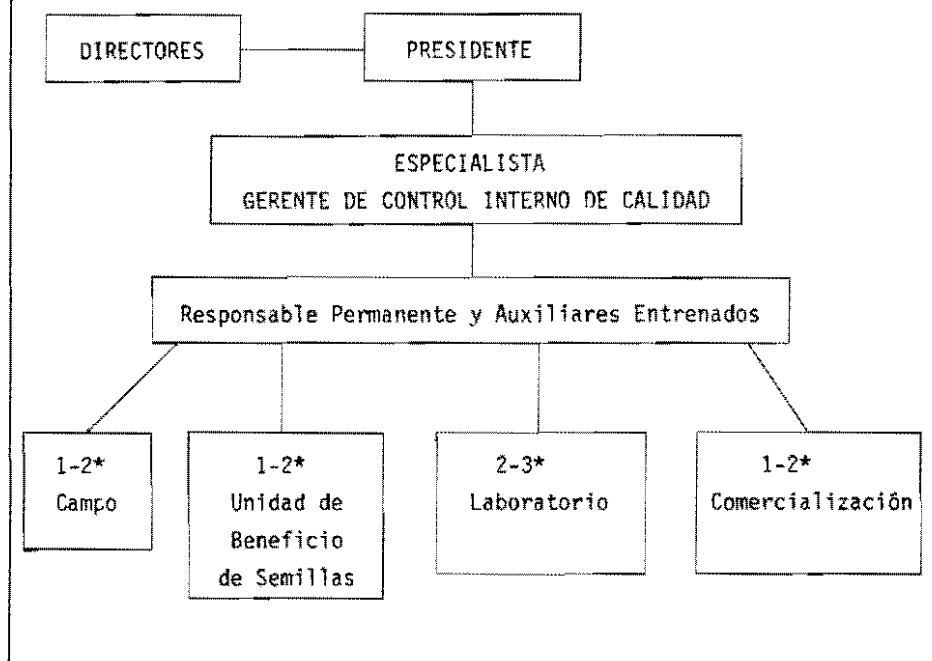 DIRECTORES
PRESIDENTE
ESPECIALISTA
GERENTE DE CONTROL INTERNO DE CALIDAD
Responsable Permanente y Auxiliares Entrenados
1-2*
Campo
1-2*
Unidad de
Beneficio
de Semillas
2-3*
Laboratorio
1-2*
Comercialización